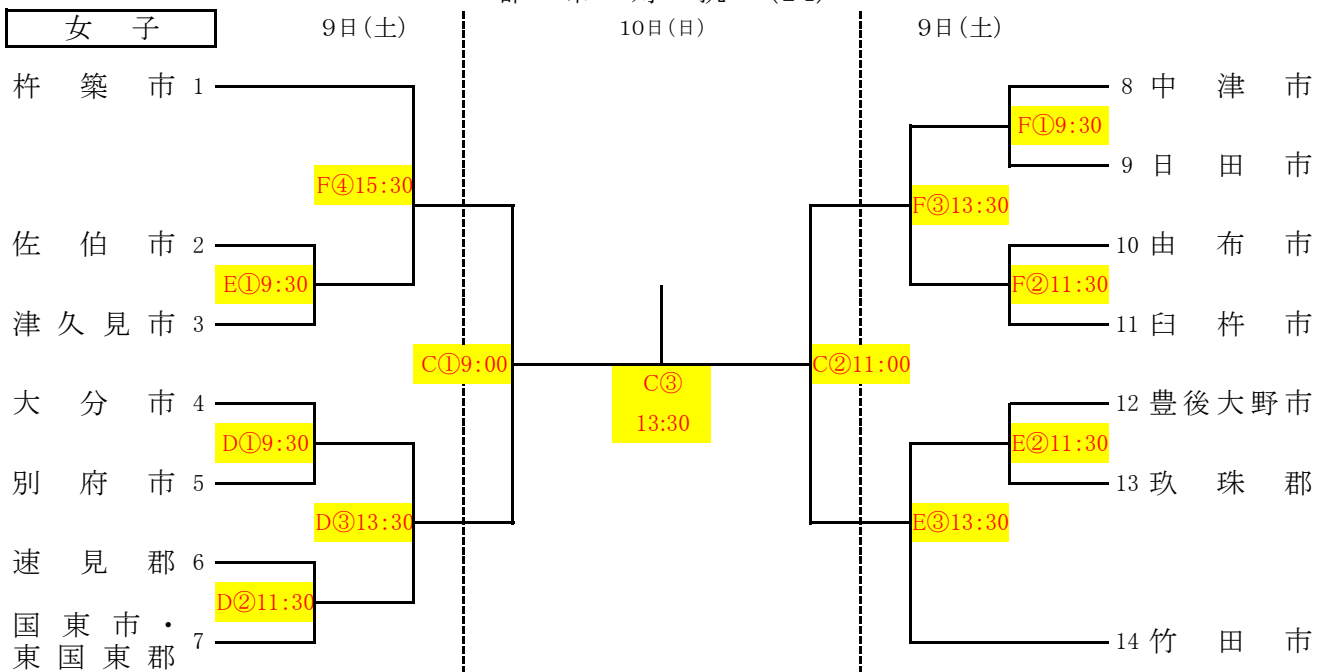 女 子 9日(土) 10日(日) 9日(土)
杵 築 市 1
8 中 津 市
F①9:30
9 日 田 市
F④15:30
F③13:30
佐 伯 市 2
10 由 布 市
E①9:30
F②11:30
津 久 見 市 3
11 臼 杵 市
C①9:00
C②11:00
C③
13:30
大 分 市 4
12 豊後大野市
D①9:30
E②11:30
別 府 市 5
13 玖 珠 郡
D③13:30
E③13:30
速 見 郡 6
D②11:30
国 東 市 ・
東 国 東 郡
7
14 竹 田 市